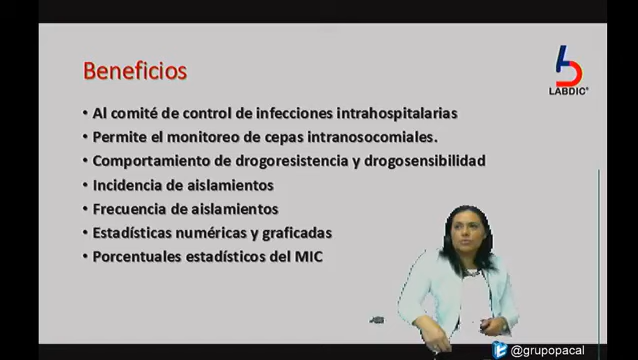 Beneficios
LABDIC®
• Al comité de control de infecciones intrahospitalarias
• Permite el monitoreo de cepas intranosocomiales.
• Comportamiento de drogoresistencia y drogosensibilidad
• Incidencia de aislamientos
• Frecuencia de aislamientos
• Estadísticas numéricas y graficadas
• Porcentuales estadísticos del MIC
@grupopacal